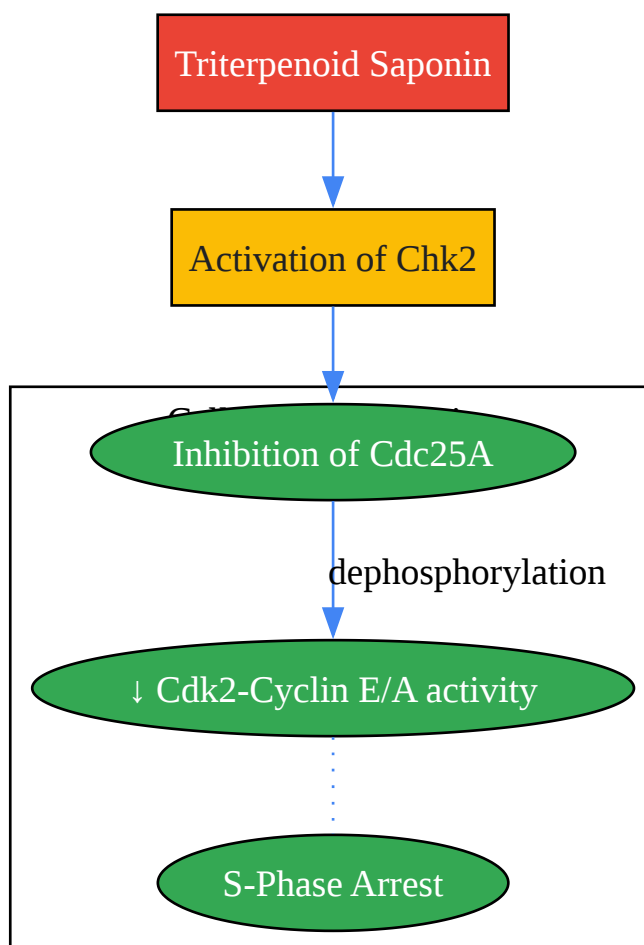 Triterpenoid Saponin
Activation of Chk2
Inhibition of Cdc25A
dephosphorylation
↓ Cdk2-Cyclin E/A activity
S-Phase Arrest